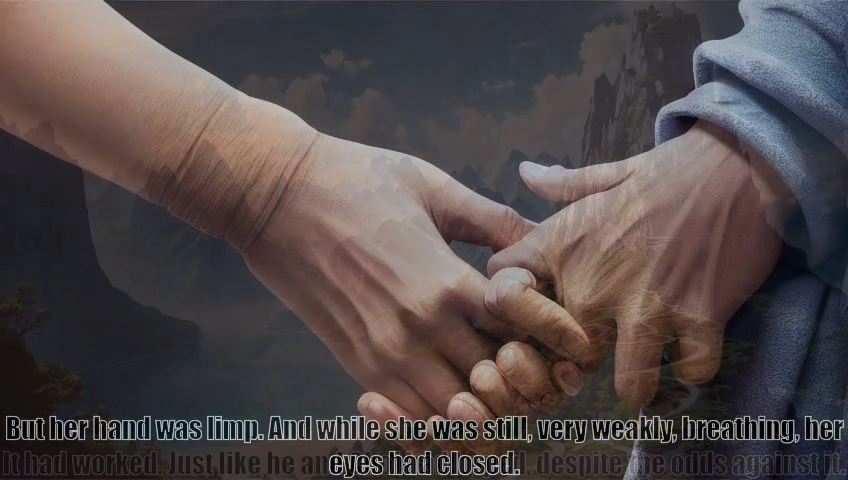 But her hand was limp. And while she was still, very weakly, breathing, her
eyes had closed.
It had worked. Just like he an despite the odds against it.